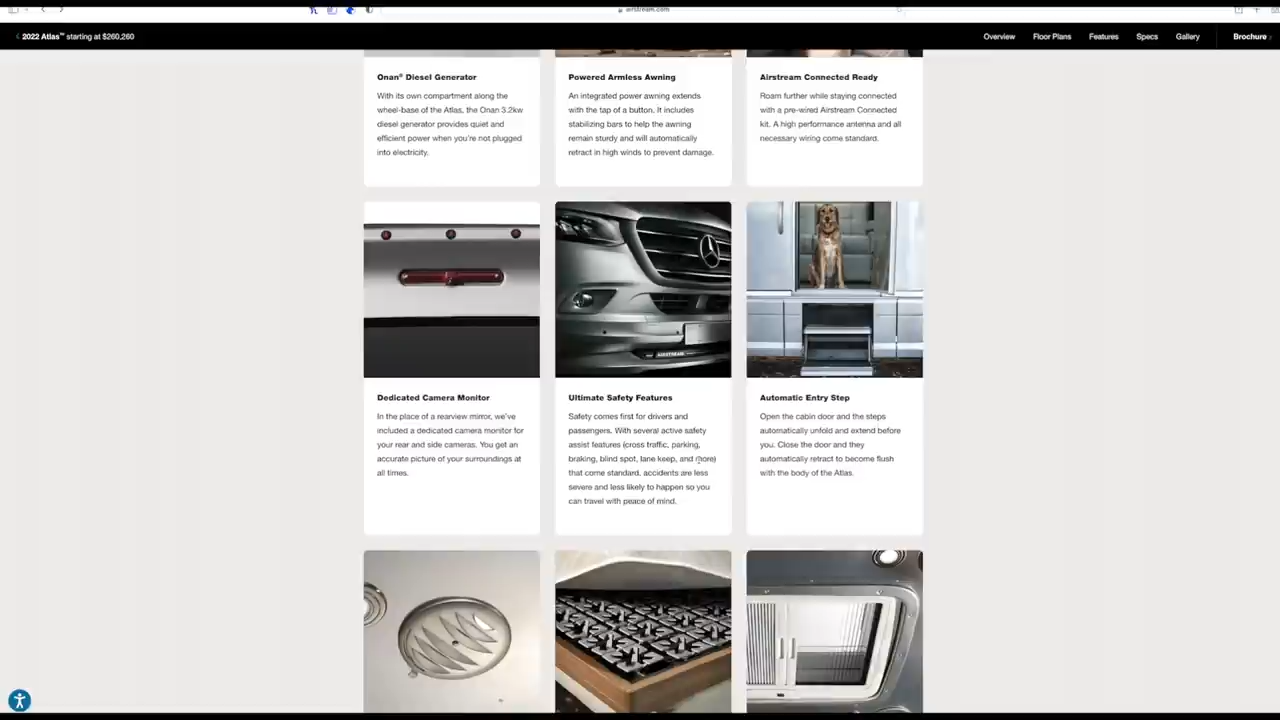 airstream.com
2022 Atlas™ starting at $260,260
Overview
Floor Plans
Features
Specs
Gallery
Brochure
Onan® Diesel Generator
With its own compartment along the
wheel-base of the Atlas, the Onan 3.2kw
diesel generator provides quiet and
efficient power when you're not plugged
into electricity.
Powered Armless Awning
An integrated power awning extends
with the tap of a button. It includes
stabilizing bars to help the awning
remain sturdy and will automatically
retract in high winds to prevent damage.
Airstream Connected Ready
Roam further while staying connected
with a pre-wired Airstream Connected
kit. A high performance antenna and all
necessary wiring come standard.
AIRSTREAM
Dedicated Camera Monitor
In the place of a rearview mirror, we've
included a dedicated camera monitor for
your rear and side cameras. You get an
accurate picture of your surroundings at
all times.
Ultimate Safety Features
Safety comes first for drivers and
passengers. With several active safety
assist features (cross traffic, parking,
braking, blind spot, lane keep, and more)
that come standard, accidents are less
severe and less likely to happen so you
can travel with peace of mind.
Automatic Entry Step
Open the cabin door and the steps
automatically unfold and extend before
you. Close the door and they
automatically retract to become flush
with the body of the Atlas.